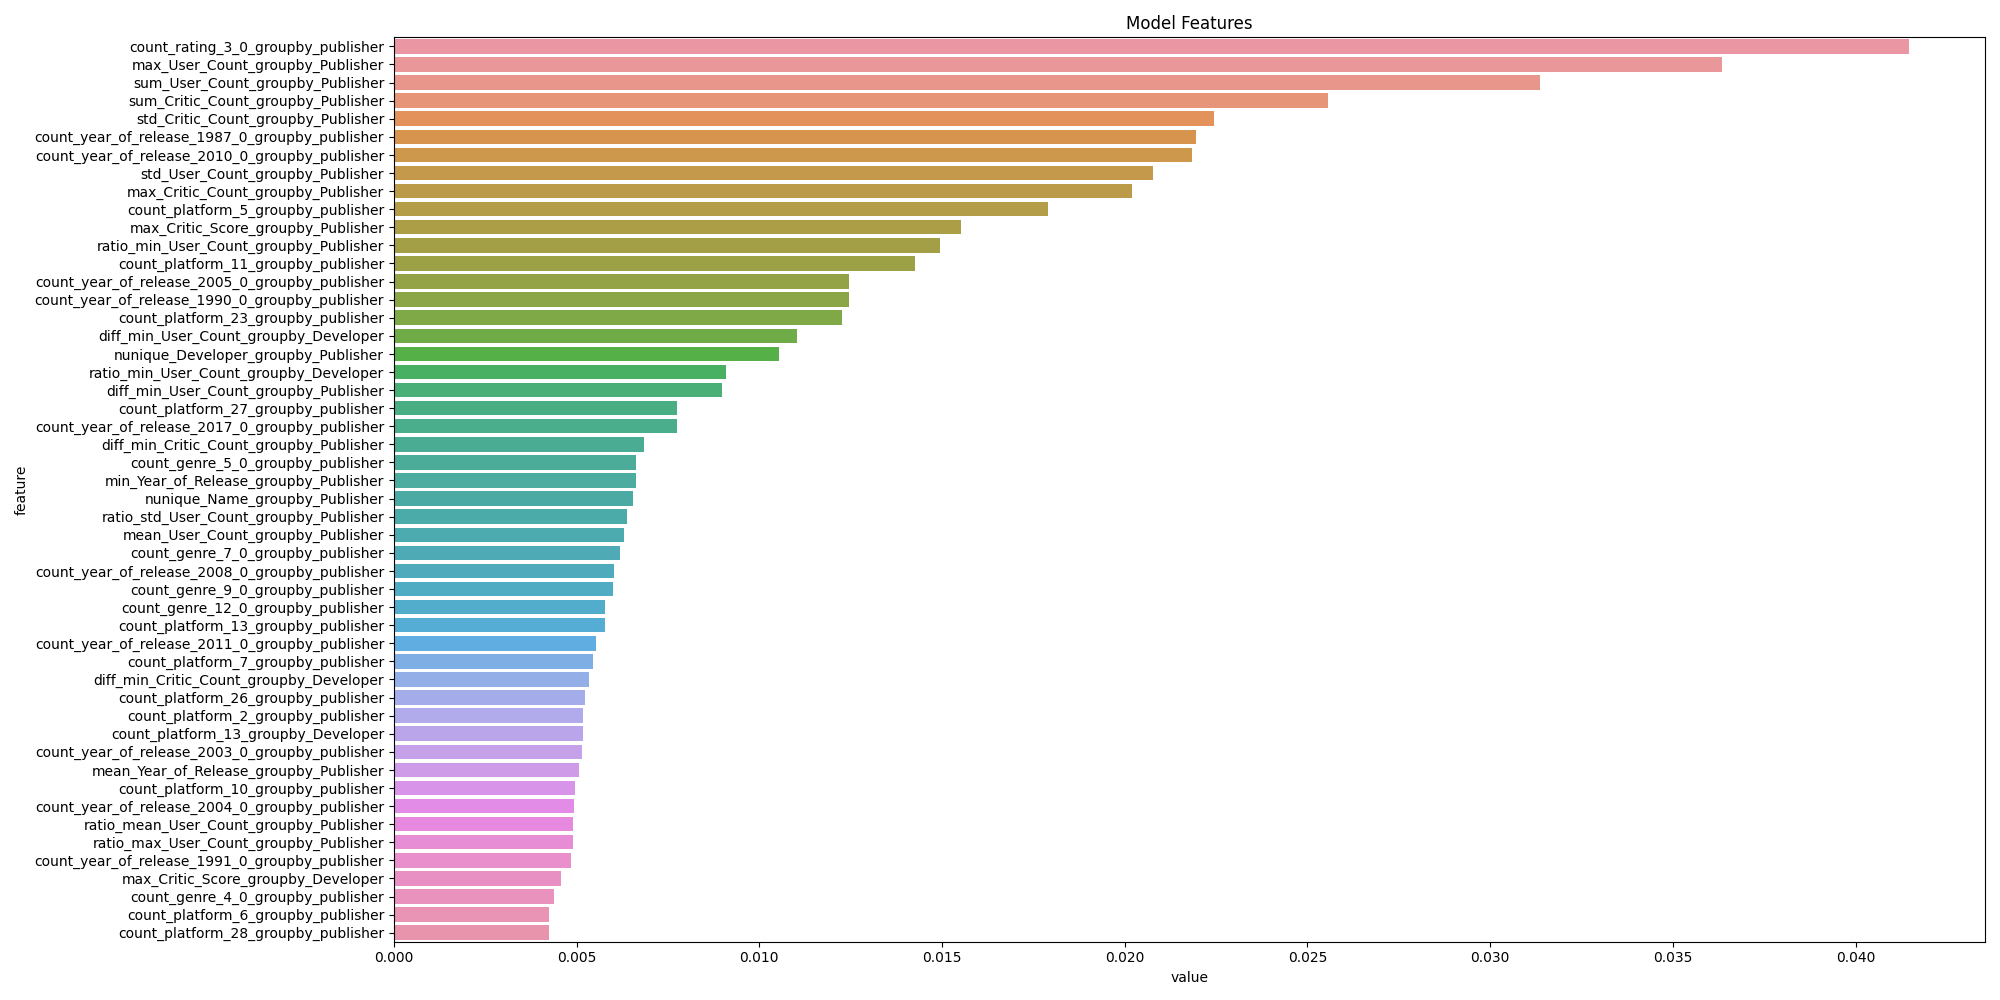 Model Features
count_rating_3_0_groupby_publisher
max_User_Count_groupby_Publisher
sum_User_Count_groupby_Publisher
sum_Critic_Count_groupby_Publisher
std_Critic_Count_groupby_Publisher
count_year_of_release_1987_0_groupby_publisher
count_year_of_release_2010_0_groupby_publisher
std_User_Count_groupby_Publisher
max_Critic_Count_groupby_Publisher
count_platform_5_groupby_publisher
max_Critic_Score_groupby_Publisher
ratio_min_User_Count_groupby_Publisher
count_platform_11_groupby_publisher
count_year_of_release_2005_0_groupby_publisher
count_year_of_release_1990_0_groupby_publisher
count_platform_23_groupby_publisher
diff_min_User_Count_groupby_Developer
nunique_Developer_groupby_Publisher
ratio_min_User_Count_groupby_Developer
diff_min_User_Count_groupby_Publisher
count_platform_27_groupby_publisher
count_year_of_release_2017_0_groupby_publisher
diff_min_Critic_Count_groupby_Publisher
count_genre_5_0_groupby_publisher
min_Year_of_Release_groupby_Publisher
nunique_Name_groupby_Publisher
ratio_std_User_Count_groupby_Publisher
mean_User_Count_groupby_Publisher
count_genre_7_0_groupby_publisher
count_year_of_release_2008_0_groupby_publisher
count_genre_9_0_groupby_publisher
count_genre_12_0_groupby_publisher
count_platform_13_groupby_publisher
count_year_of_release_2011_0_groupby_publisher
count_platform_7_groupby_publisher
diff_min_Critic_Count_groupby_Developer
count_platform_26_groupby_publisher
count_platform_2_groupby_publisher
count_platform_13_groupby_Developer
count_year_of_release_2003_0_groupby_publisher
mean_Year_of_Release_groupby_Publisher
count_platform_10_groupby_publisher
count_year_of_release_2004_0_groupby_publisher
ratio_mean_User_Count_groupby_Publisher
ratio_max_User_Count_groupby_Publisher
count_year_of_release_1991_0_groupby_publisher
max_Critic_Score_groupby_Developer
count_genre_4_0_groupby_publisher
count_platform_6_groupby_publisher
count_platform_28_groupby_publisher
feature
0.000 0.005 0.010 0.015 0.020 0.025 0.030 0.035 0.040
value